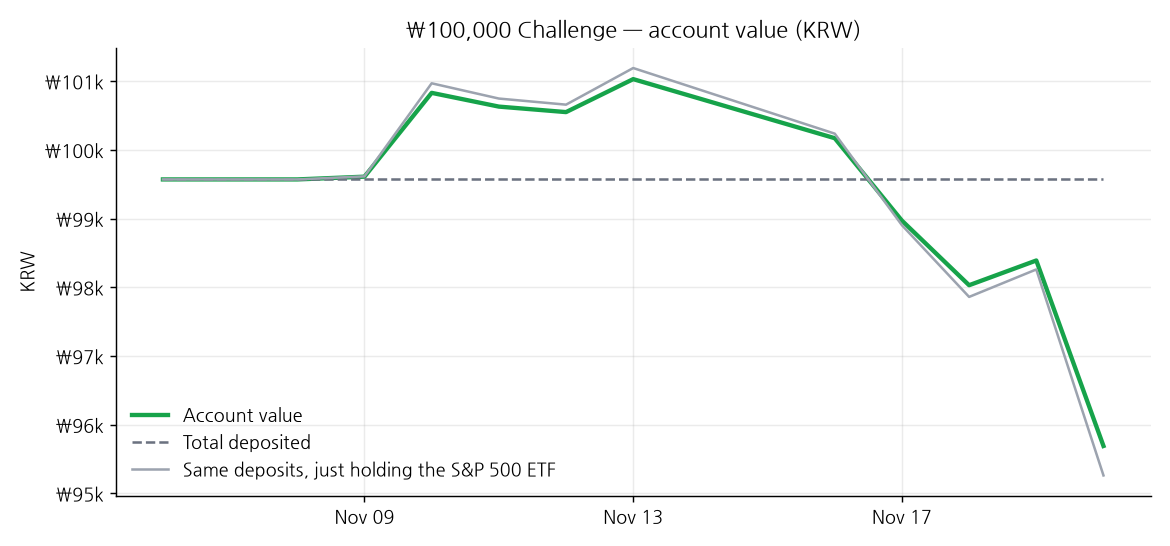 ₩100,000 Challenge — account value (KRW)
₩101k
₩100k
₩99k
₩98k
₩97k
₩96k
₩95k
KRW
Account value
Total deposited
Same deposits, just holding the S&P 500 ETF
Nov 09
Nov 13
Nov 17